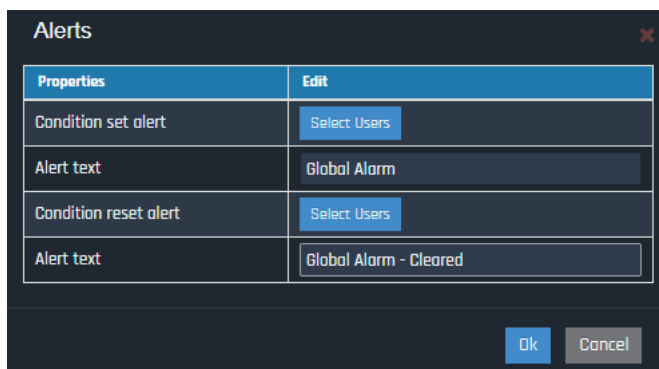 Alerts
Properties Edit
Condition set alert Select Users
Alert text Global Alarm
Condition reset alert Select Users
Alert text Global Alarm - Cleared
Ok Cancel